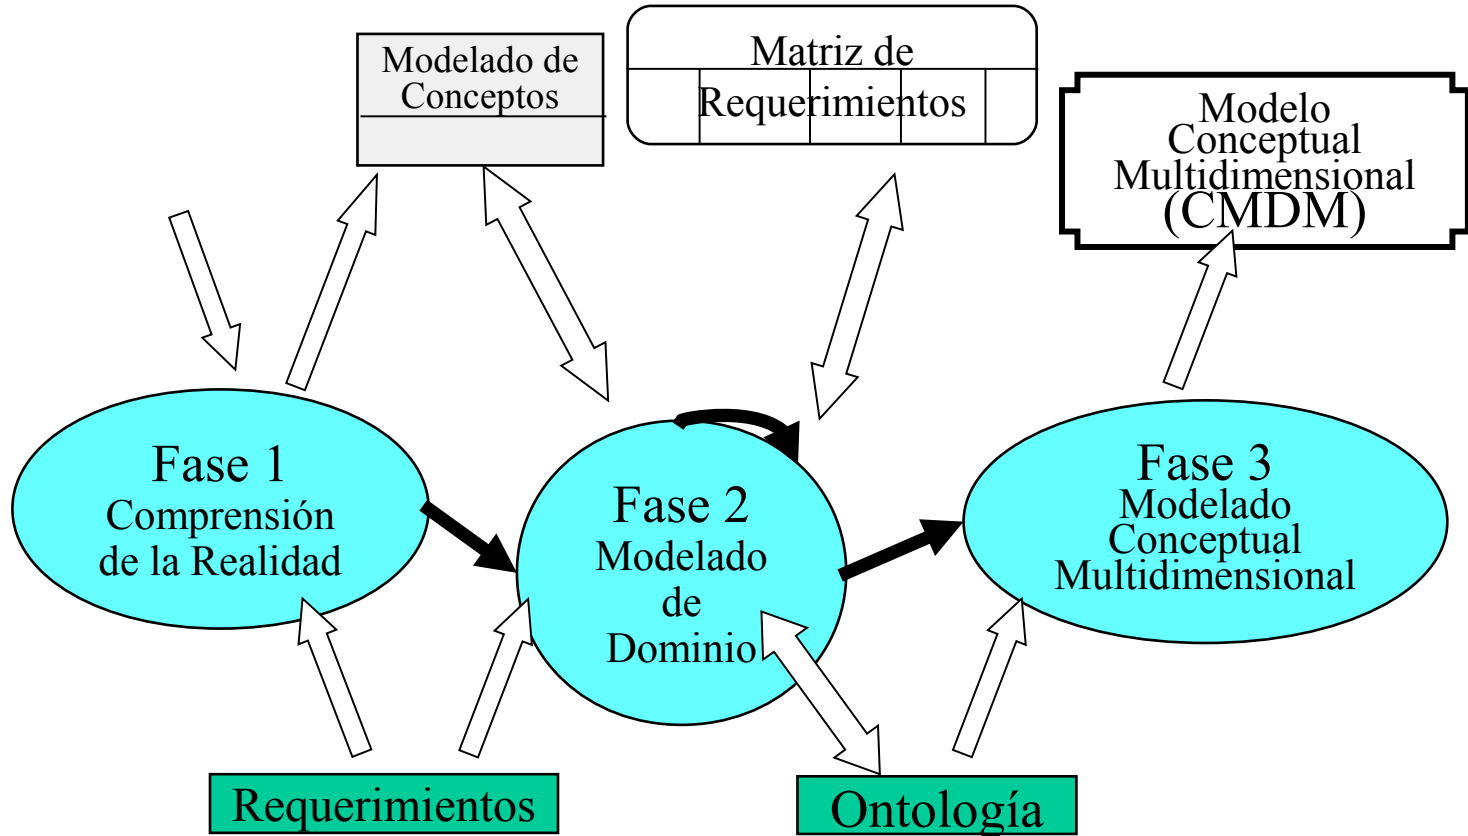 Modelado de
Conceptos
Matriz de
Requerimientos
Modelo
Conceptual
Multidimensional
(CMDM)
Fase 1
Comprensión
de la Realidad
Fase 2
Modelado
de
Dominio
Fase 3
Modelado
Conceptual
Multidimensional
Requerimientos
Ontología